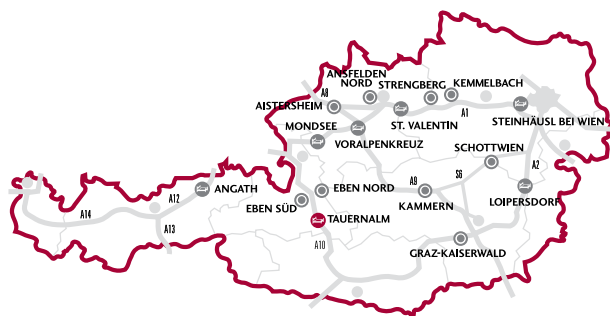 ANSFELDEN
NORD
STRENGBERG
KEMMELBACH
A8
AISTERSHEIM
A1
MONDSEE
ST. VALENTIN
STEINHÄUSL BEI WIEN
VORALPENKREUZ
SCHOTTWIEN
A2
S6
A9
ANGATH
EBEN NORD
A12
EBEN SÜD
KAMMERN
LOIPERSDORF
A14
TAUERNALM
A13
A10
GRAZ-KAISERWALD